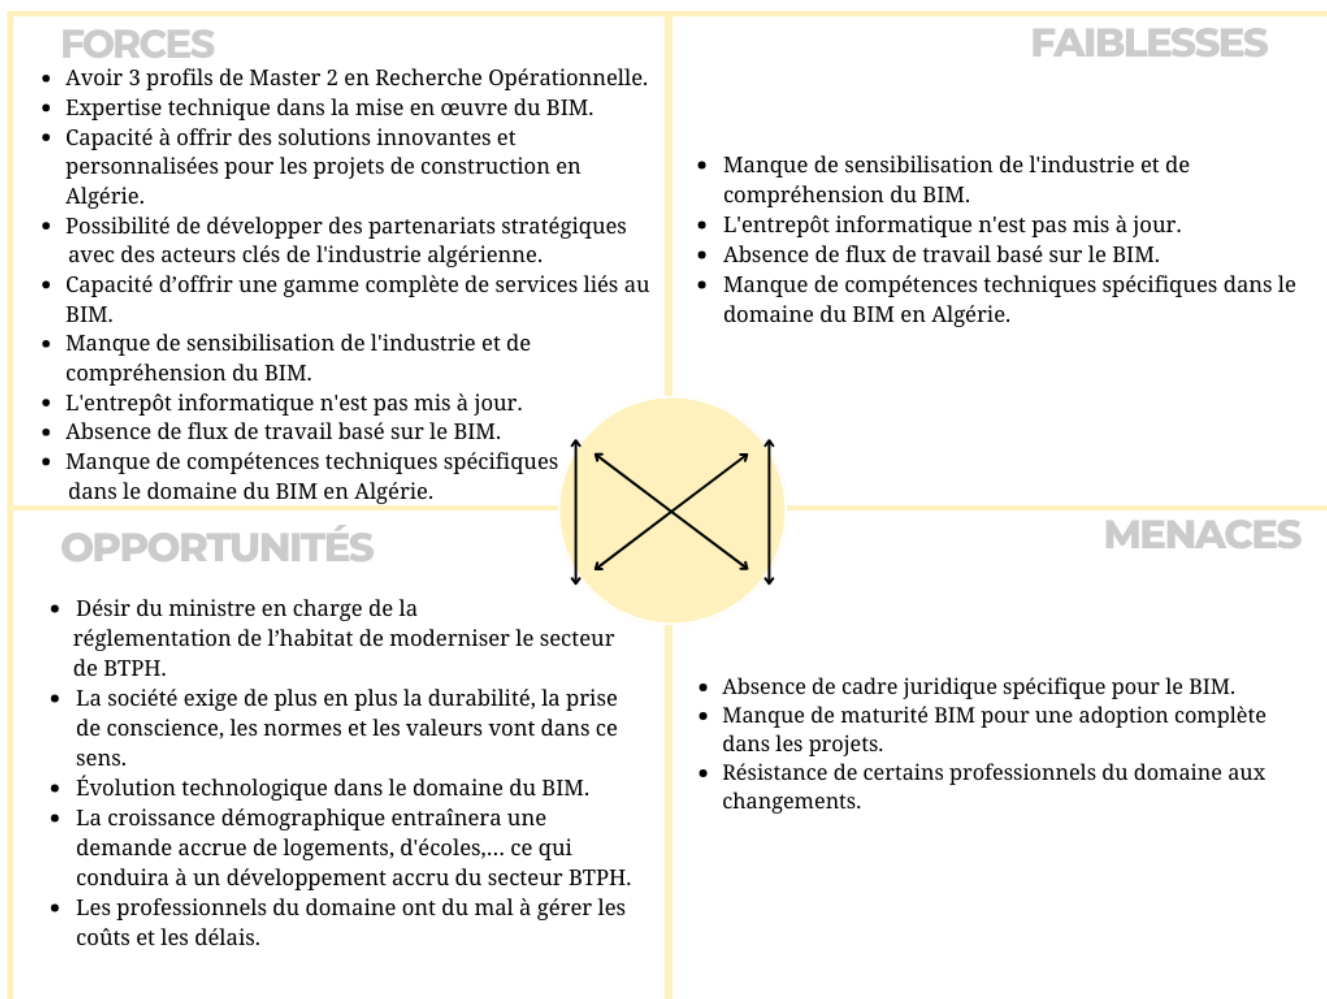 FORCES
• Avoir 3 profils de Master 2 en Recherche Opérationnelle.
• Expertise technique dans la mise en œuvre du BIM.
• Capacité à offrir des solutions innovantes et
personnalisées pour les projets de construction en
Algérie.
• Possibilité de développer des partenariats stratégiques
avec des acteurs clés de l'industrie algérienne.
• Capacité d’offrir une gamme complète de services liés au
BIM.
• Manque de sensibilisation de l'industrie et de
compréhension du BIM.
• L'entrepôt informatique n'est pas mis à jour.
• Absence de flux de travail basé sur le BIM.
• Manque de compétences techniques spécifiques
dans le domaine du BIM en Algérie.
FAIBLESSES
• Manque de sensibilisation de l'industrie et de
compréhension du BIM.
• L'entrepôt informatique n'est pas mis à jour.
• Absence de flux de travail basé sur le BIM.
• Manque de compétences techniques spécifiques dans le
domaine du BIM en Algérie.
OPPORTUNITÉS
• Désir du ministre en charge de la
réglementation de l’habitat de moderniser le secteur
de BTPH.
• La société exige de plus en plus la durabilité, la prise
de conscience, les normes et les valeurs vont dans ce
sens.
• Évolution technologique dans le domaine du BIM.
• La croissance démographique entraînera une
demande accrue de logements, d'écoles,... ce qui
conduira à un développement accru du secteur BTPH.
• Les professionnels du domaine ont du mal à gérer les
coûts et les délais.
MENACES
• Absence de cadre juridique spécifique pour le BIM.
• Manque de maturité BIM pour une adoption complète
dans les projets.
• Résistance de certains professionnels du domaine aux
changements.